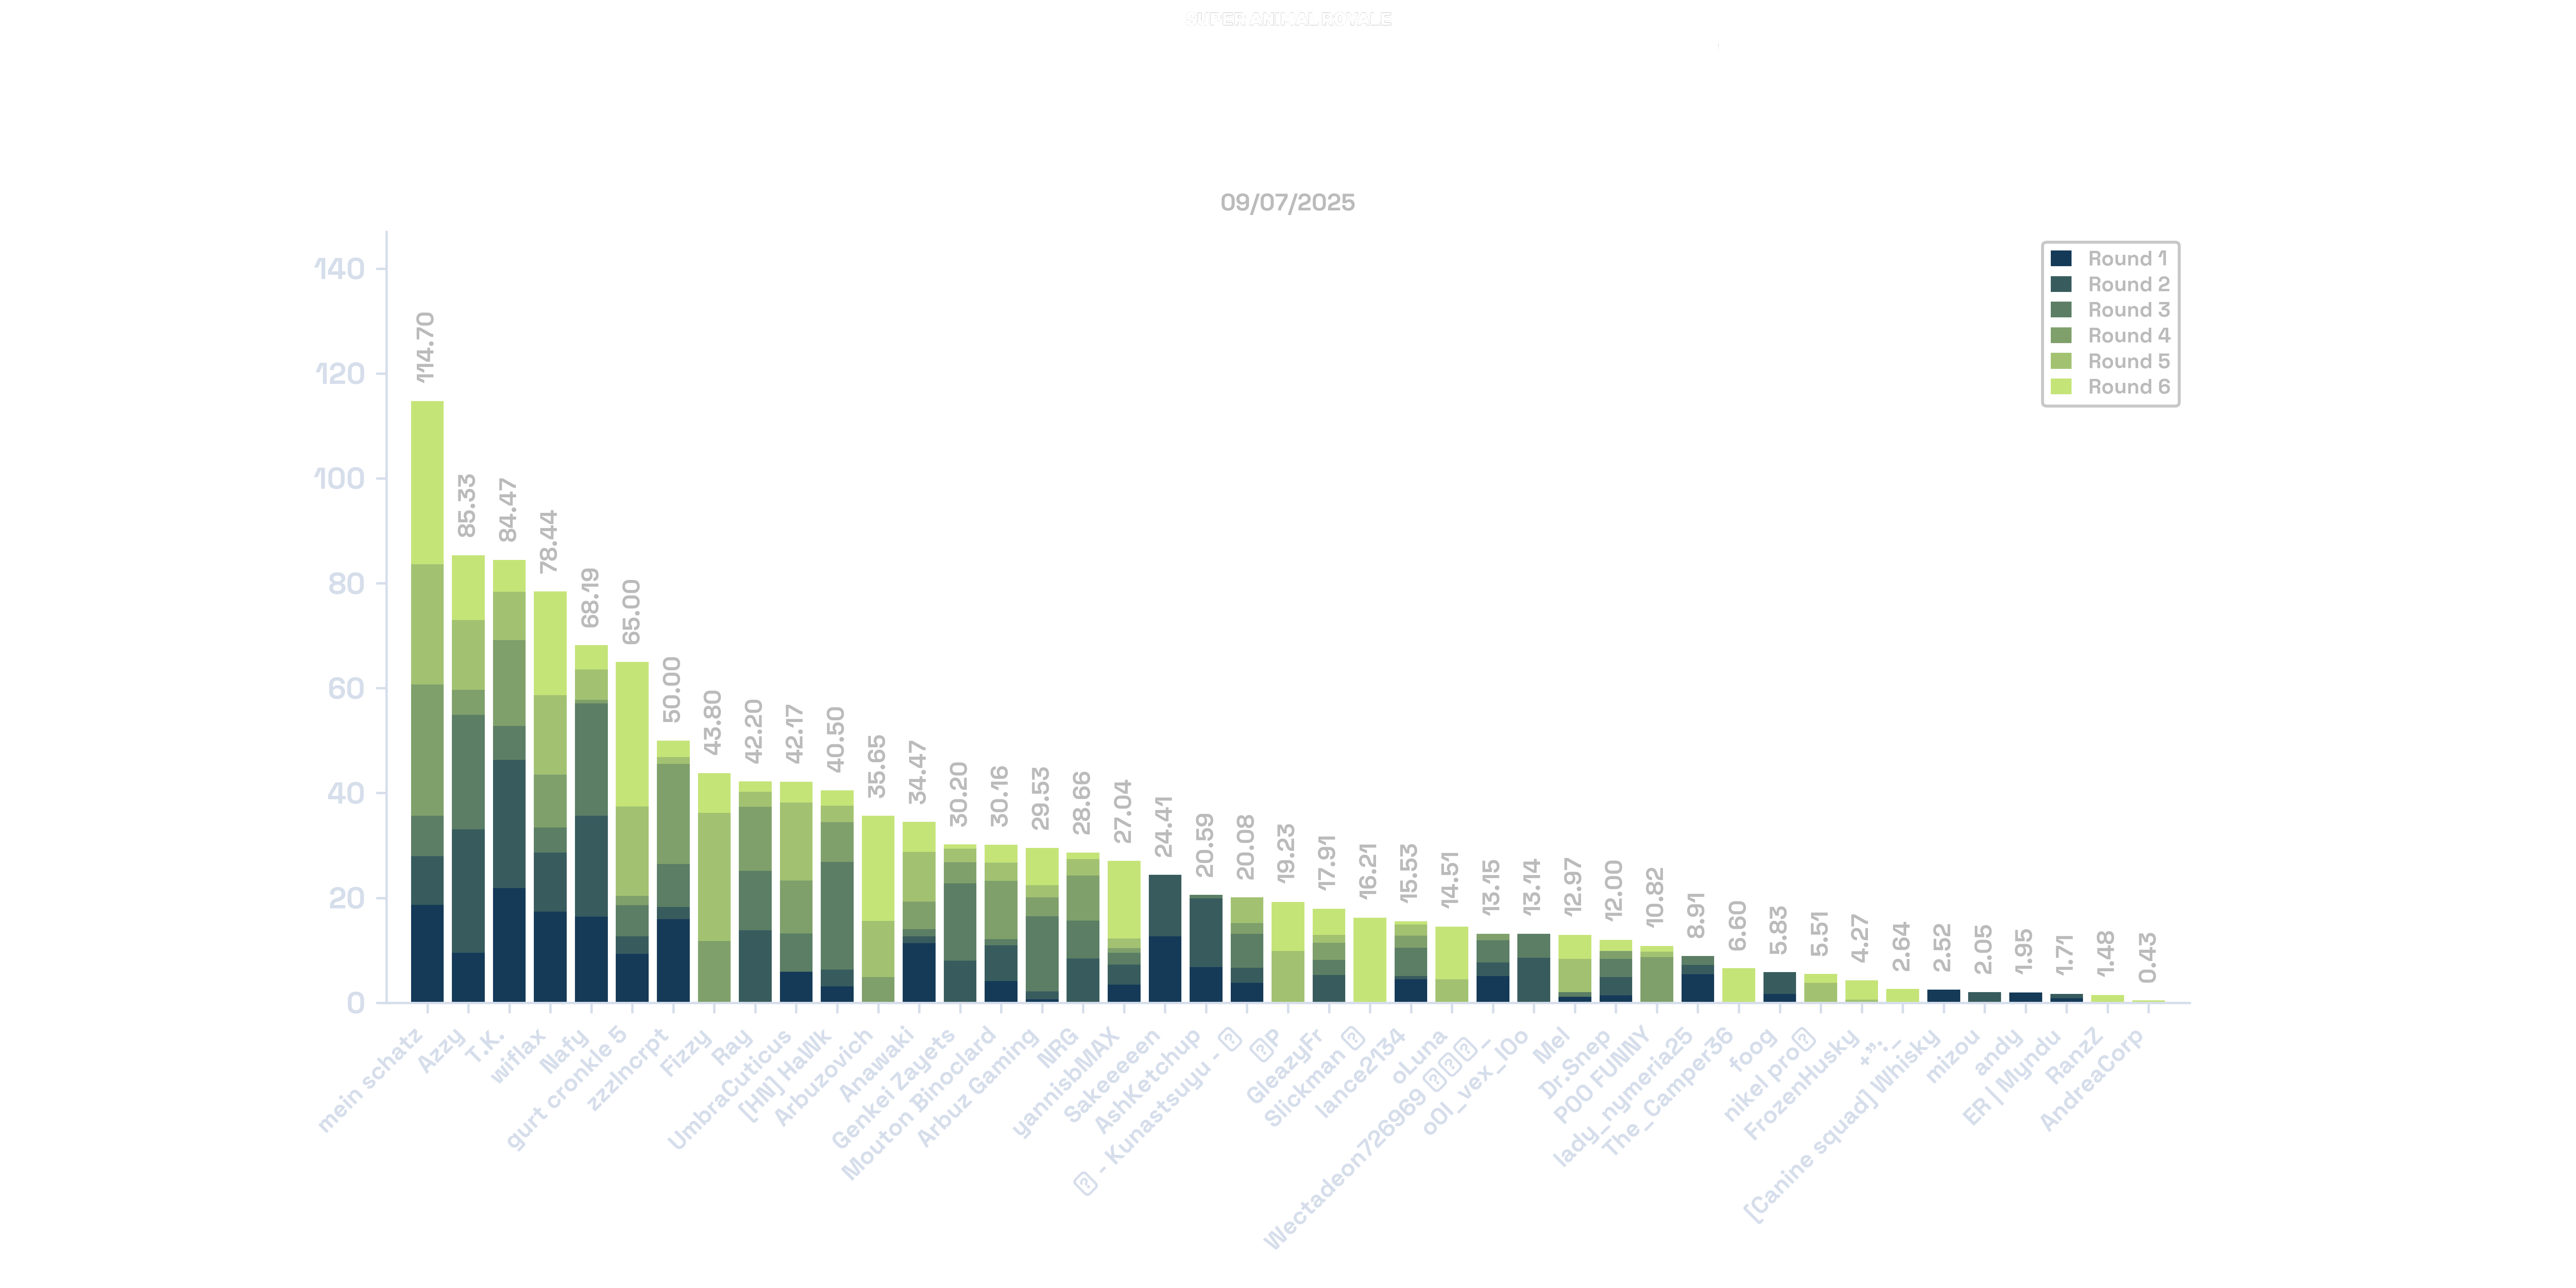 SUPER ANIMAL ROYALE
09/07/2025
140
120
100
80
60
40
20
0
Round 1
Round 2
Round 3
Round 4
Round 5
Round 6
114.70
85.33
84.47
78.44
68.19
65.00
50.00
43.80
42.20
42.17
40.50
35.65
34.47
30.20
30.16
29.53
28.66
27.04
24.41
20.59
20.08
19.23
17.91
16.21
15.53
14.51
13.15
13.14
12.97
12.00
10.82
8.91
6.60
5.83
5.51
4.27
2.64
2.52
2.05
1.95
1.71
1.48
0.43
mein schatz
Azzy
T.K.
wiflax
Nafy
gurt cronkle 5
zzzIncrpt
Fizzy
Ray
UmbraCuticus
[HN] HaWk
Arbuzovich
Anawaki
Genkei Zayets
Mouton Binoclard
Arbuz Gaming
NRG
yannisbMAX
Sakeeeeen
AshKetchup
- Kunastsuyu -
P
GleazyFr
Slickman
lance2134
oLuna
Wectadeon726969 _
oOl_vex_lOo
Mel
Dr.Snep
POO FUNNY
lady_nymeria25
The_Camper36
foog
nikel pro
FrozenHusky
[Canine squad] Whisky
mizou
andy
ER | Myndu
RanzZ
AndreaCorp